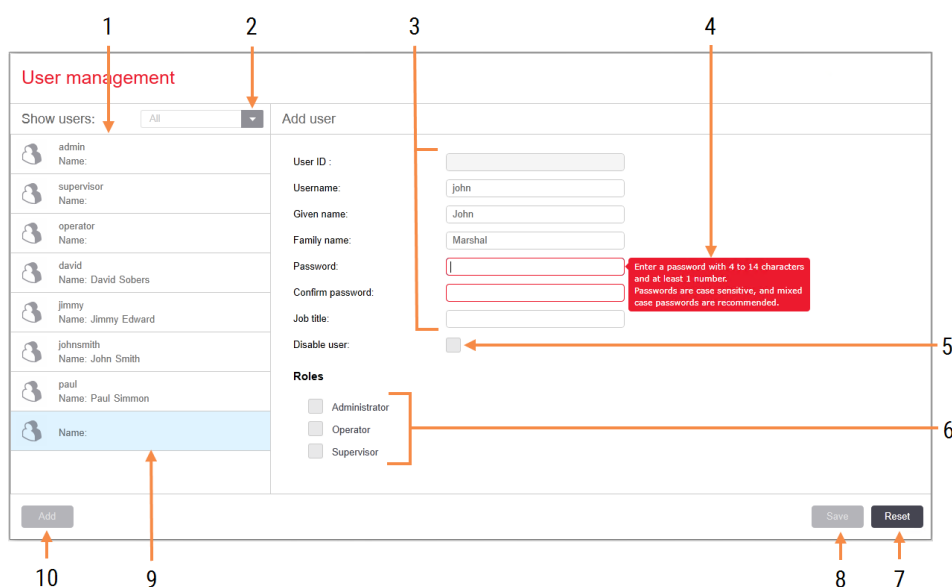 1 2 3 4
User management
Show users: All Add user
admin
Name:
supervisor
Name:
operator
Name:
david
Name: David Sobers
jimmy
Name: Jimmy Edward
johnsmith
Name: John Smith
paul
Name: Paul Simmon
Name:
User ID :
Username: john
Given name: John
Family name: Marshal
Password:
Enter a password with 4 to 14 characters
and at least 1 number.
Passwords are case sensitive, and mixed
case passwords are recommended.
Confirm password:
Job title:
Disable user:
5
Roles
Administrator
Operator
Supervisor
6
Add Save Reset
10 9 8 7